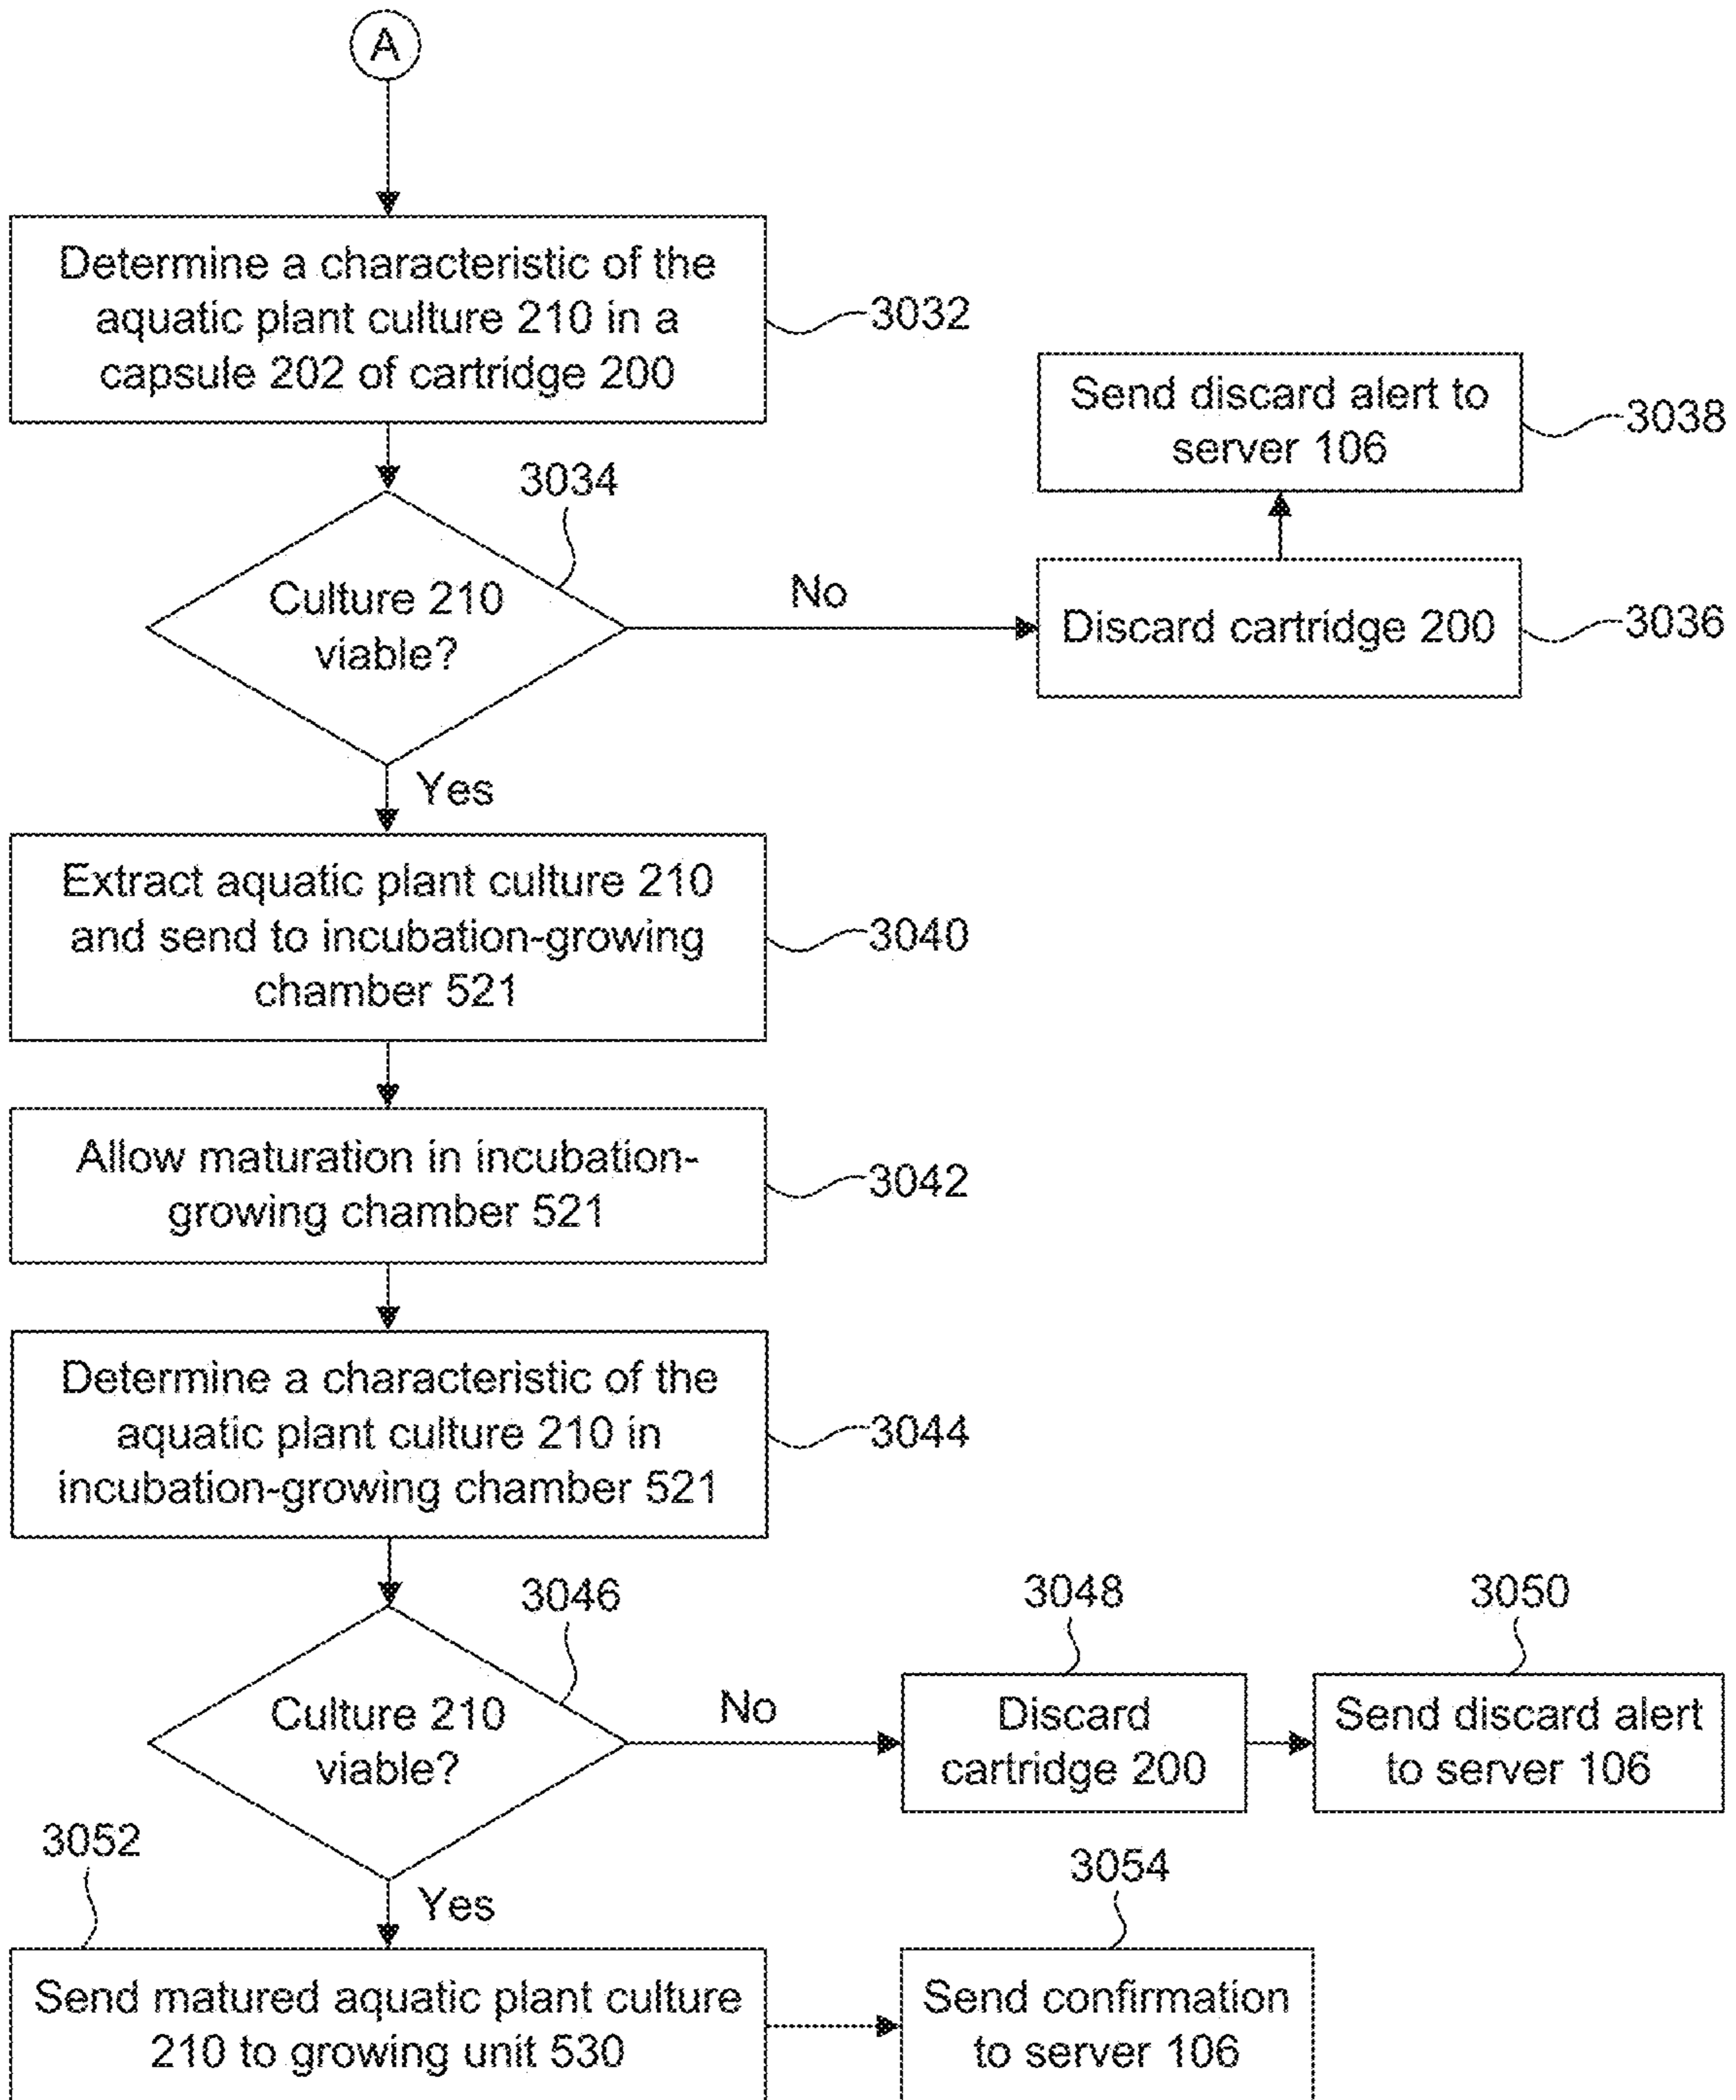 A
Determine a characteristic of the
aquatic plant culture 210 in a
capsule 202 of cartridge 200
3032
Send discard alert to
server 106
3038
3034
Culture 210
viable?
No
Discard cartridge 200
3036
Yes
Extract aquatic plant culture 210
and send to incubation-growing
chamber 521
3040
Allow maturation in incubation-
growing chamber 521
3042
Determine a characteristic of the
aquatic plant culture 210 in
incubation-growing chamber 521
3044
3046
Culture 210
viable?
No
3048
Discard
cartridge 200
3050
Send discard alert
to server 106
Yes
3052
Send matured aquatic plant culture
210 to growing unit 530
3054
Send confirmation
to server 106